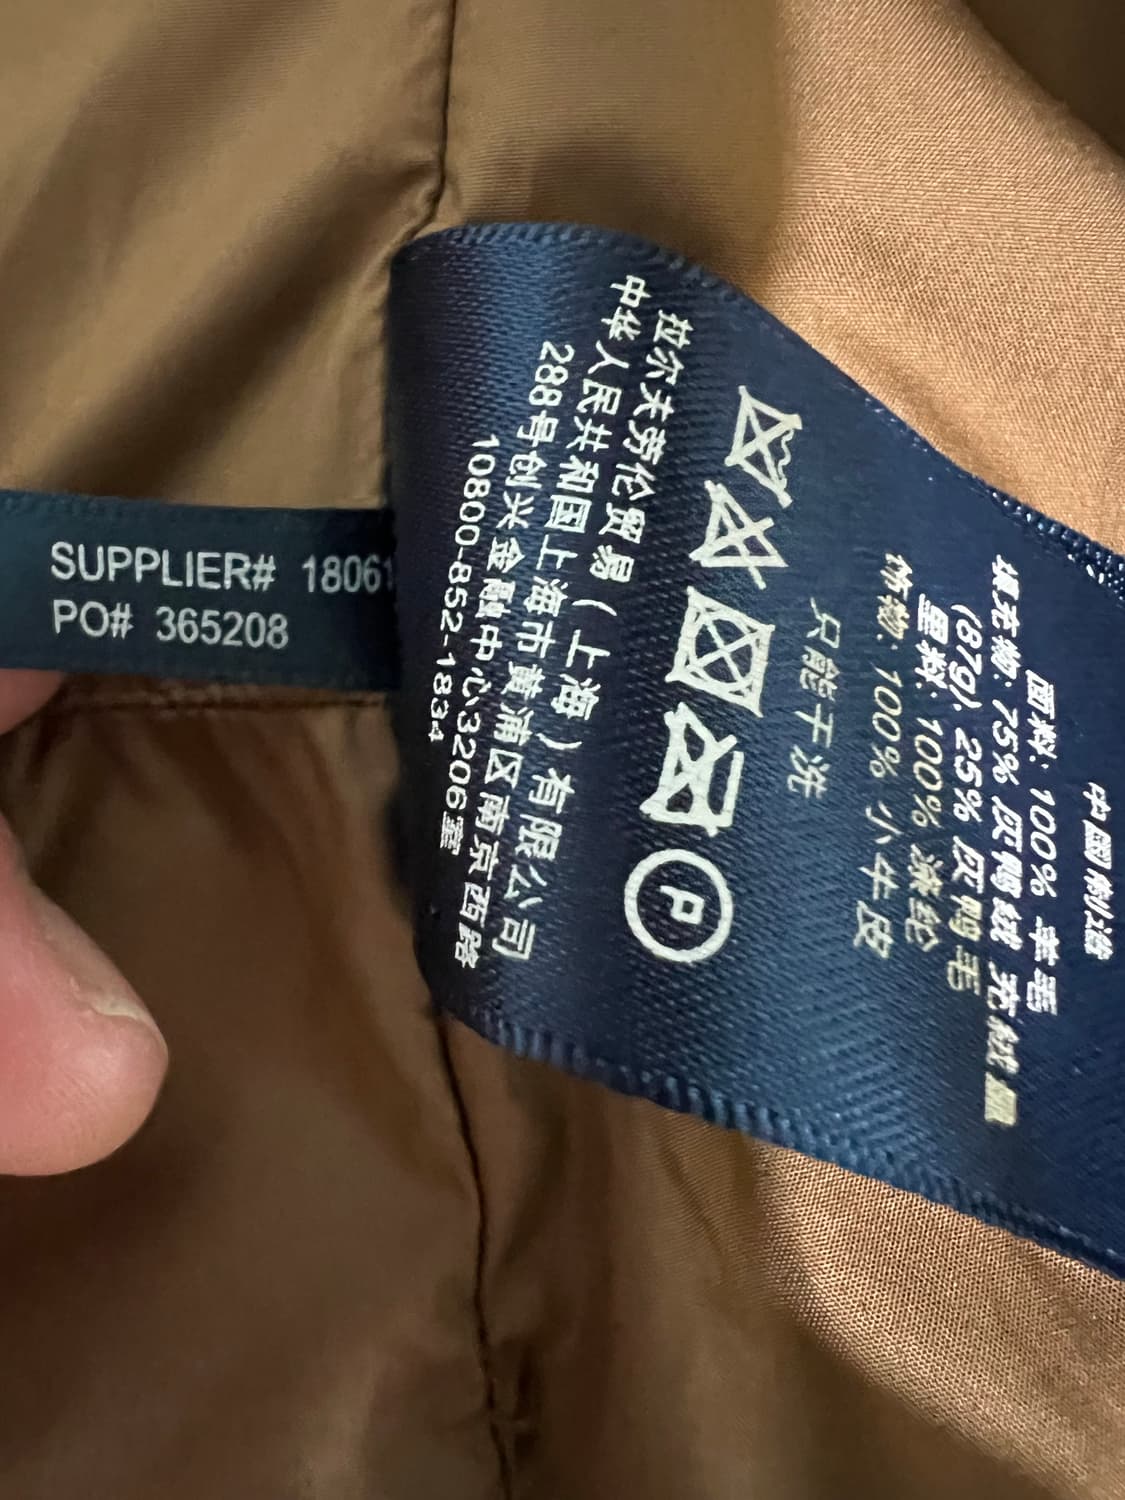 SUPPLIER# 18061
PO# 365208
中国制造
面料: 100% 羊毛
填充物: 75% 灰鸭绒 充绒量
(87g), 25% 灰鸭毛
里料: 100% 涤纶
饰物: 100% 小牛皮
只能干洗
P
拉尔夫劳伦贸易（上海）有限公司
中华人民共和国上海市黄浦区南京西路
288号创兴金融中心3206室
10800-852-1834